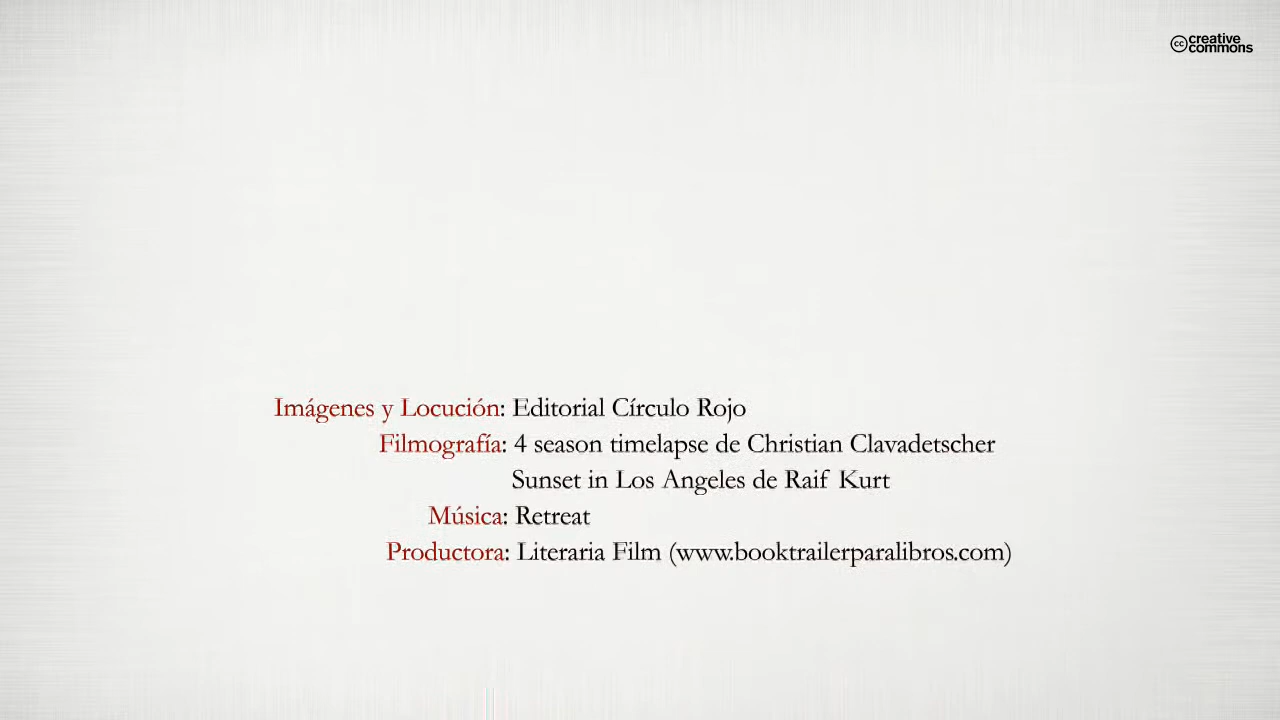 cc creative
commons
Imágenes y Locución: Editorial Círculo Rojo
Filmografía: 4 season timelapse de Christian Clavadetscher
Sunset in Los Angeles de Raif Kurt
Música: Retreat
Productora: Literaria Film (www.booktrailerparalibros.com)